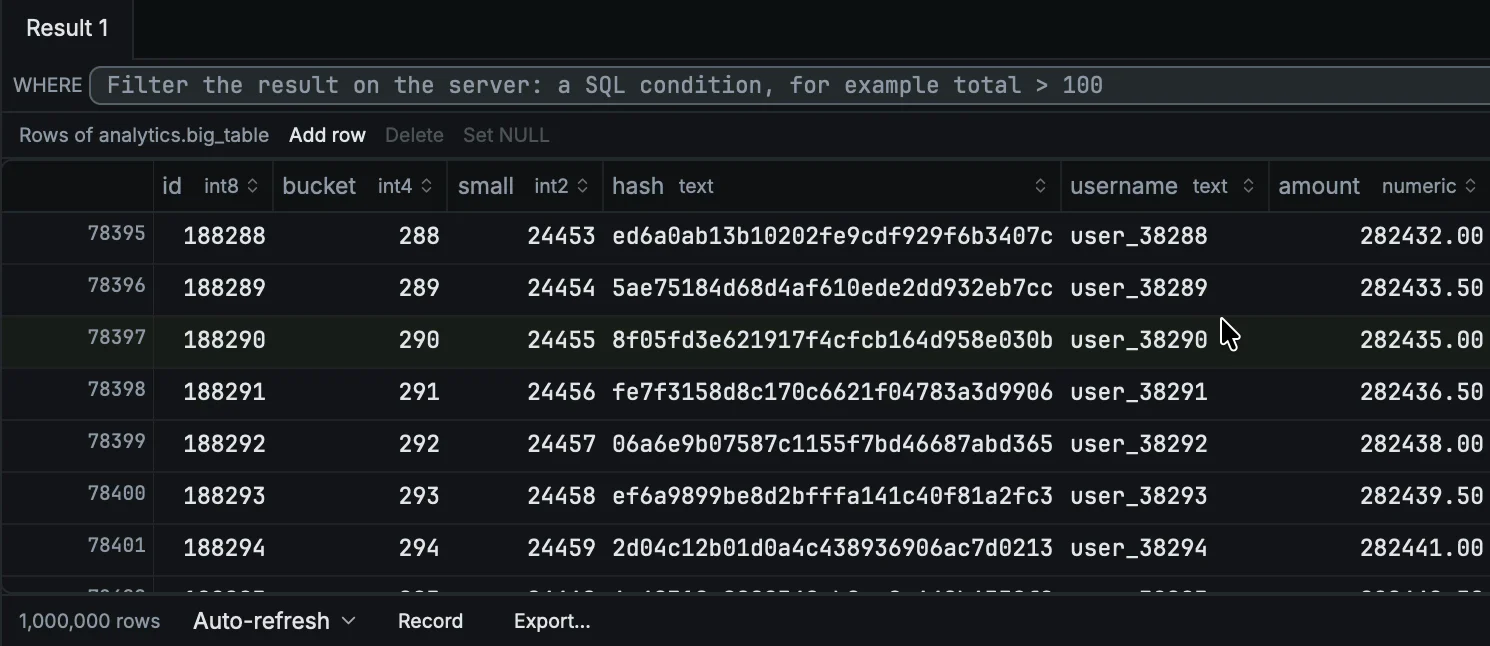 Result 1
WHERE Filter the result on the server: a SQL condition, for example total > 100
Rows of analytics.big_table Add row Delete Set NULL
id int8 bucket int4 small int2 hash text username text amount numeric
78395 188288 288 24453 ed6a0ab13b10202fe9cdf929f6b3407c user_38288 282432.00
78396 188289 289 24454 5ae75184d68d4af610ede2dd932eb7cc user_38289 282433.50
78397 188290 290 24455 8f05fd3e621917f4cfcb164d958e030b user_38290 282435.00
78398 188291 291 24456 fe7f3158d8c170c6621f04783a3d9906 user_38291 282436.50
78399 188292 292 24457 06a6e9b07587c1155f7bd46687abd365 user_38292 282438.00
78400 188293 293 24458 ef6a9899be8d2bfffa141c40f81a2fc3 user_38293 282439.50
78401 188294 294 24459 2d04c12b01d0a4c438936906ac7d0213 user_38294 282441.00
1,000,000 rows Auto-refresh Record Export...